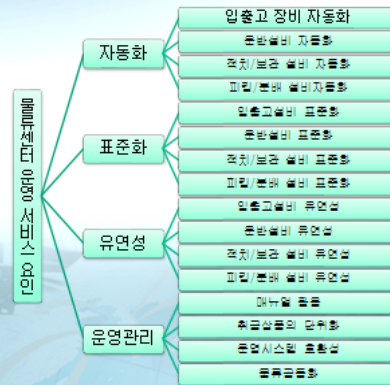 물류센터 운영 서비스 요인
자동화
입출고 장비 자동화
운반설비 자동화
적치/보관 설비 자동화
피킹/분배 설비자동화
표준화
입출고설비 표준화
운반설비 표준화
적치/보관 설비 표준화
피킹/분배 설비 표준화
유연성
입출고설비 유연성
운반설비 유연성
적치/보관 설비 유연성
피킹/분배 설비 유연성
운영관리
매뉴얼 활용
취급상품의 단위화
운영시스템 호환성
물류공동화